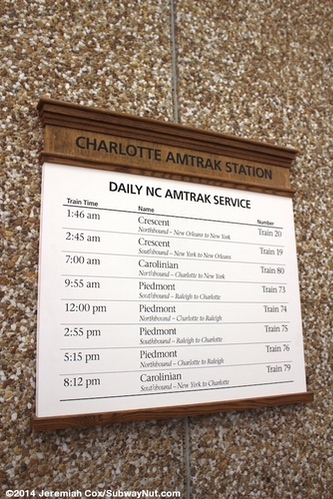 CHARLOTTE AMTRAK STATION
DAILY NC AMTRAK SERVICE
Train Time Name Number
1:46 am Crescent Train 20
Northbound – New Orleans to New York
2:45 am Crescent Train 19
Southbound – New York to New Orleans
7:00 am Carolinian Train 80
Northbound – Charlotte to New York
9:55 am Piedmont Train 73
Southbound – Raleigh to Charlotte
12:00 pm Piedmont Train 74
Northbound – Charlotte to Raleigh
2:55 pm Piedmont Train 75
Southbound – Raleigh to Charlotte
5:15 pm Piedmont Train 76
Northbound – Charlotte to Raleigh
8:12 pm Carolinian Train 79
Southbound – New York to Charlotte
©2014 Jeremiah Cox/SubwayNut.com